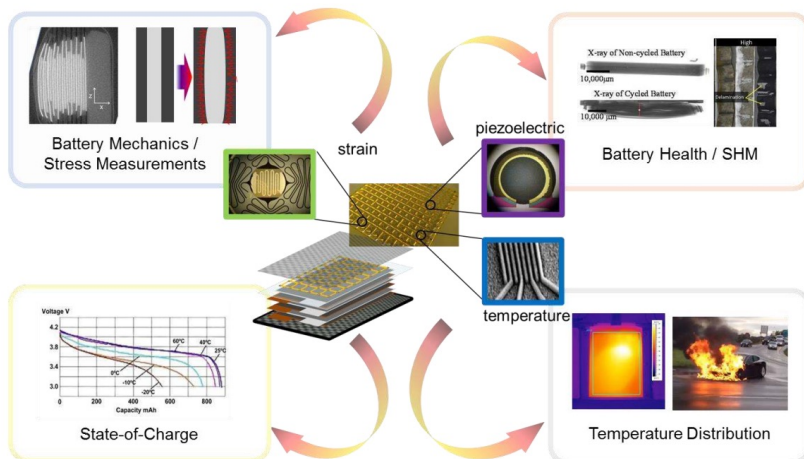 Z
X
Battery Mechanics /
Stress Measurements
strain
piezoelectric
temperature
X-ray of Non-cycled Battery
10,000μm
X-ray of Cycled Battery
10,000 μm
High
Delamination
Battery Health / SHM
Voltage V
4.2
3.8
3.4
3.0
60°C
40°C
25°C
0°C
-10°C
-20°C
0
200
400
600
800
Capacity mAh
State-of-Charge
Temperature Distribution